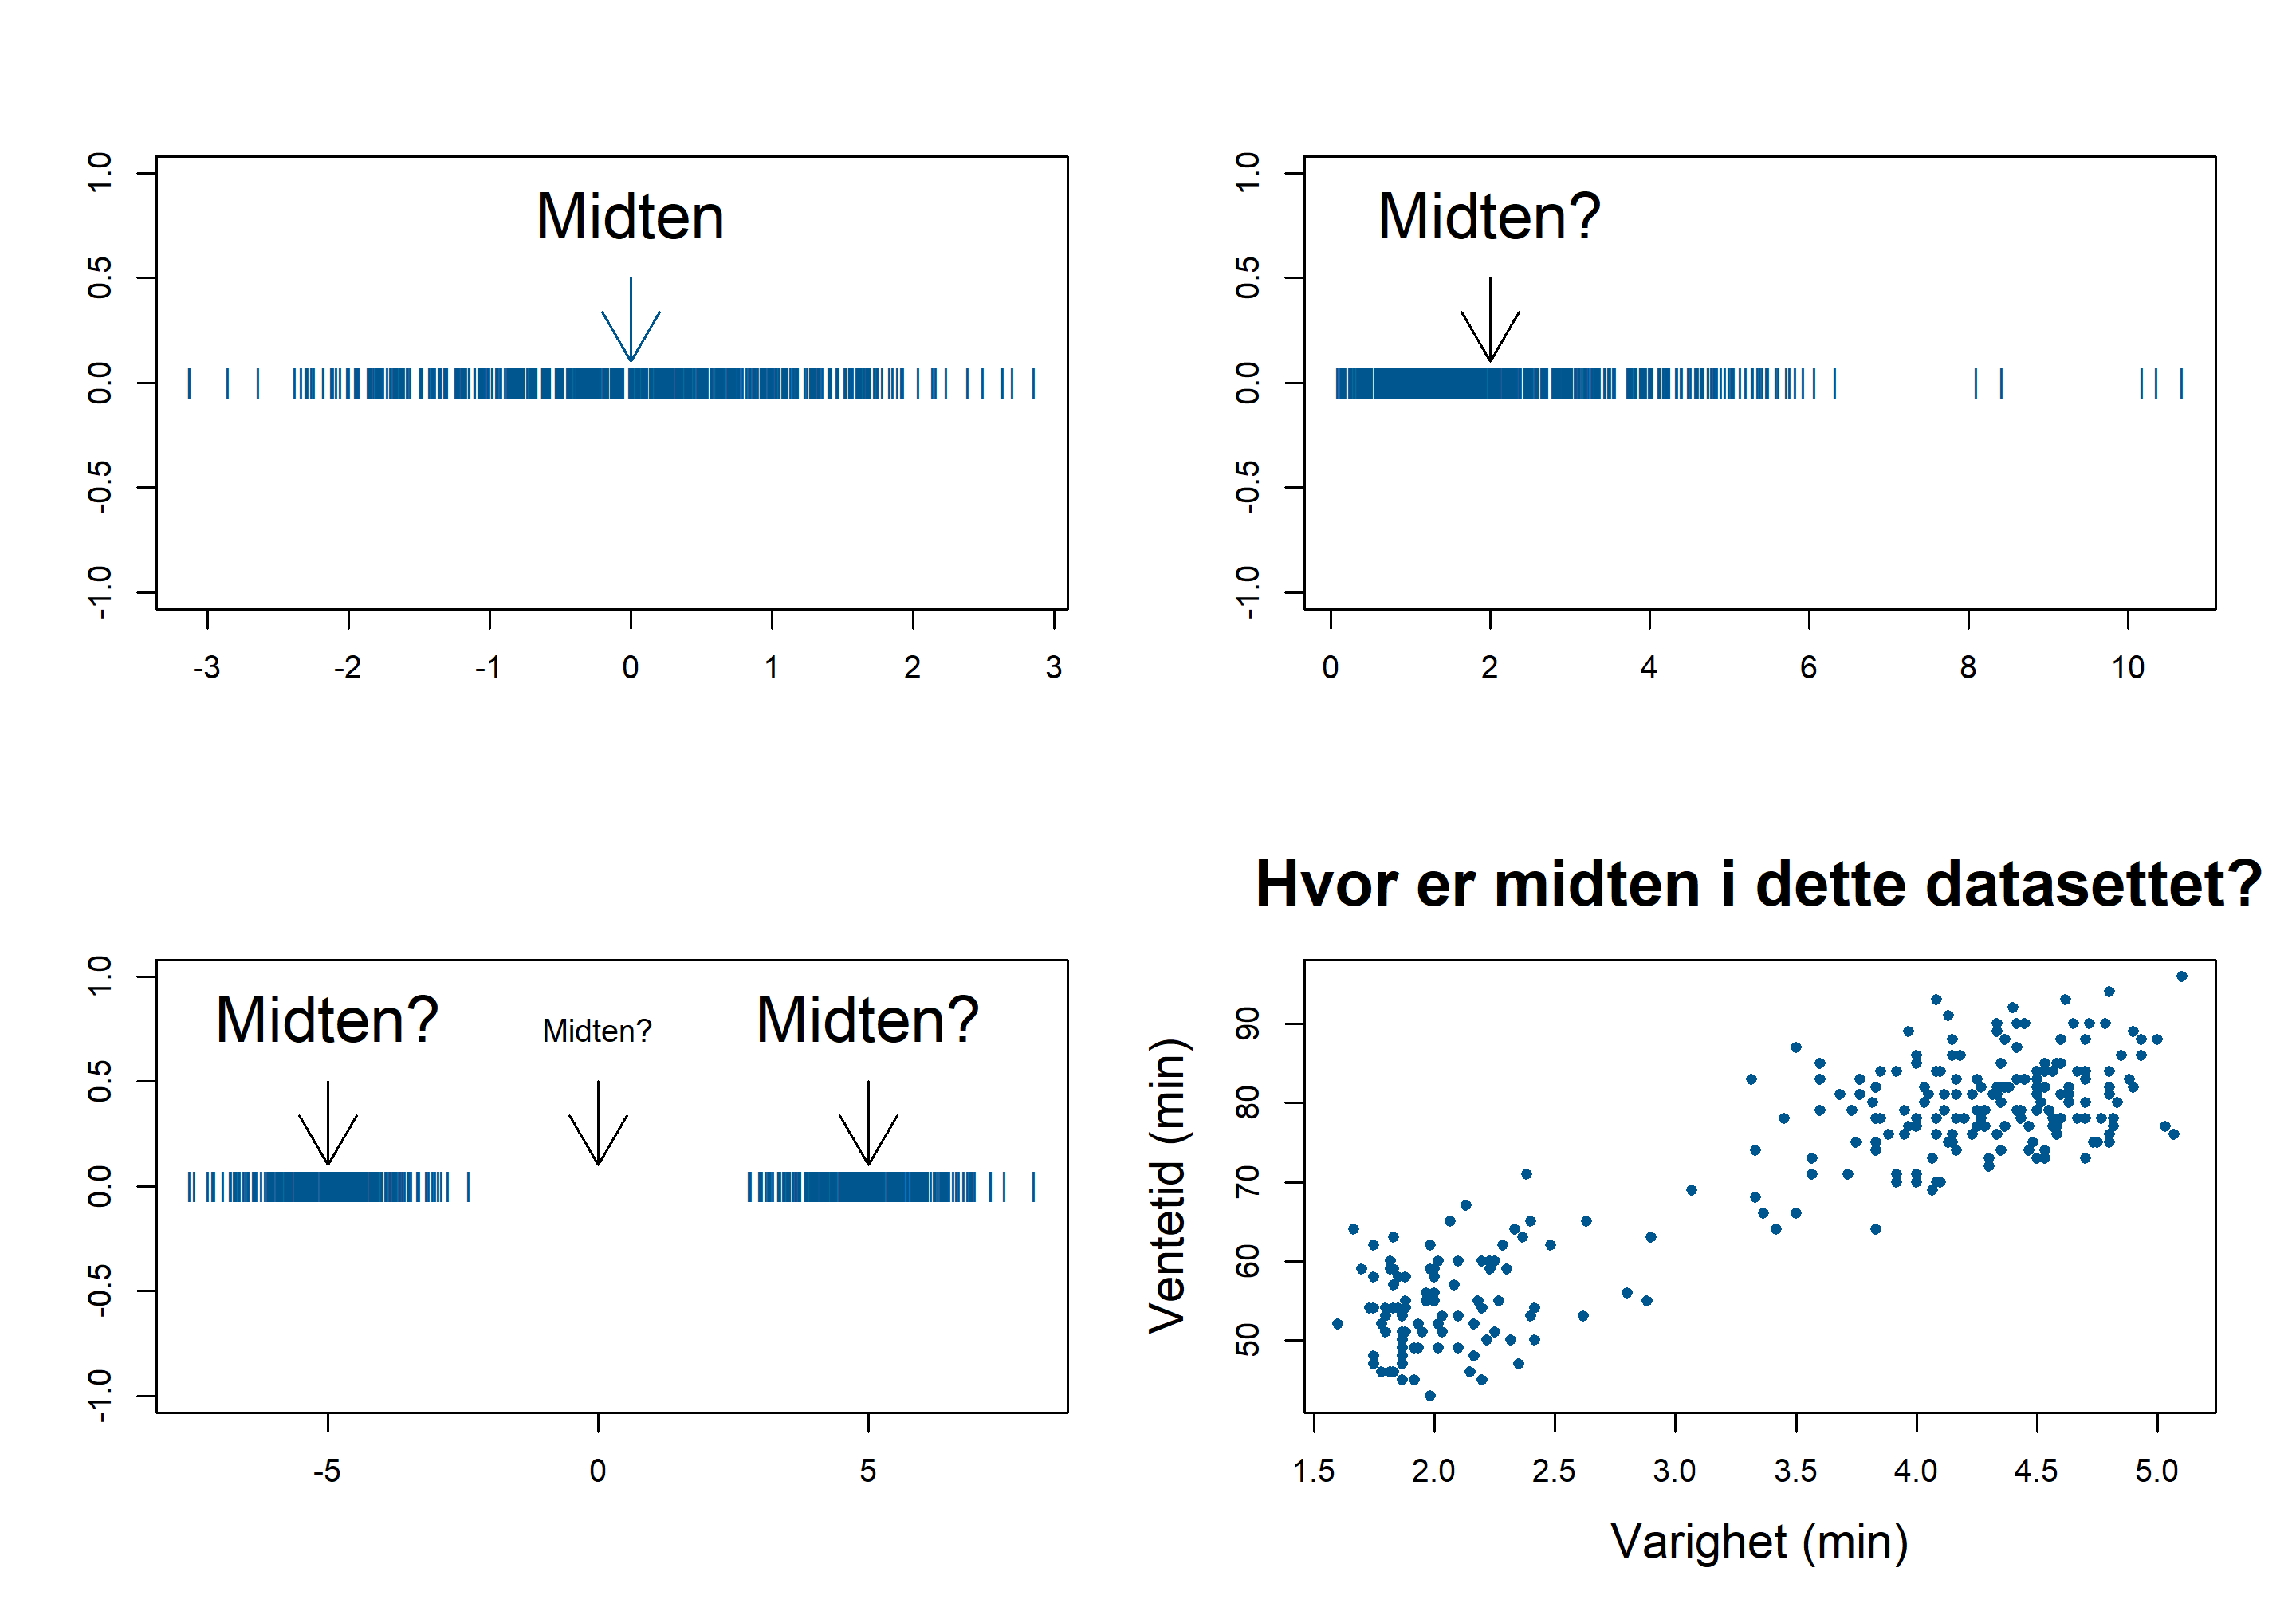 Midten
1.0
0.5
0.0
-0.5
-1.0
-3 -2 -1 0 1 2 3
Midten?
1.0
0.5
0.0
-0.5
-1.0
0 2 4 6 8 10
Midten? Midten? Midten?
1.0
0.5
0.0
-0.5
-1.0
-5 0 5
Hvor er midten i dette datasettet?
Ventetid (min)
90
80
70
60
50
1.5 2.0 2.5 3.0 3.5 4.0 4.5 5.0
Varighet (min)